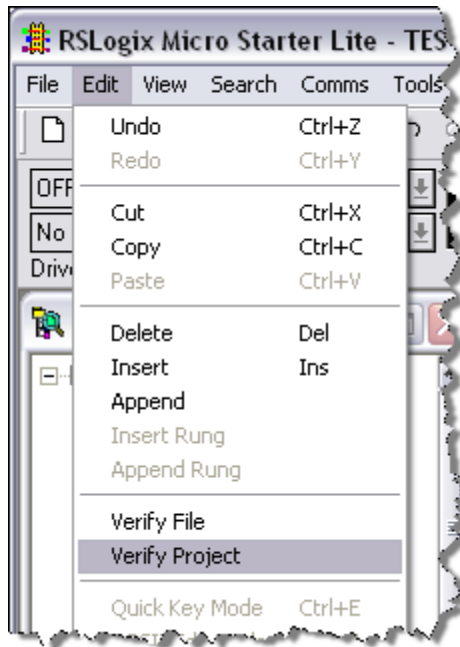 RSLogix Micro Starter Lite - TES
File Edit View Search Comms Tools
Undo Ctrl+Z
Redo Ctrl+Y
OFF
Cut Ctrl+X
No
Copy Ctrl+C
Paste Ctrl+V
Delete Del
Insert Ins
Append
Insert Rung
Append Rung
Verify File
Verify Project
Quick Key Mode Ctrl+E